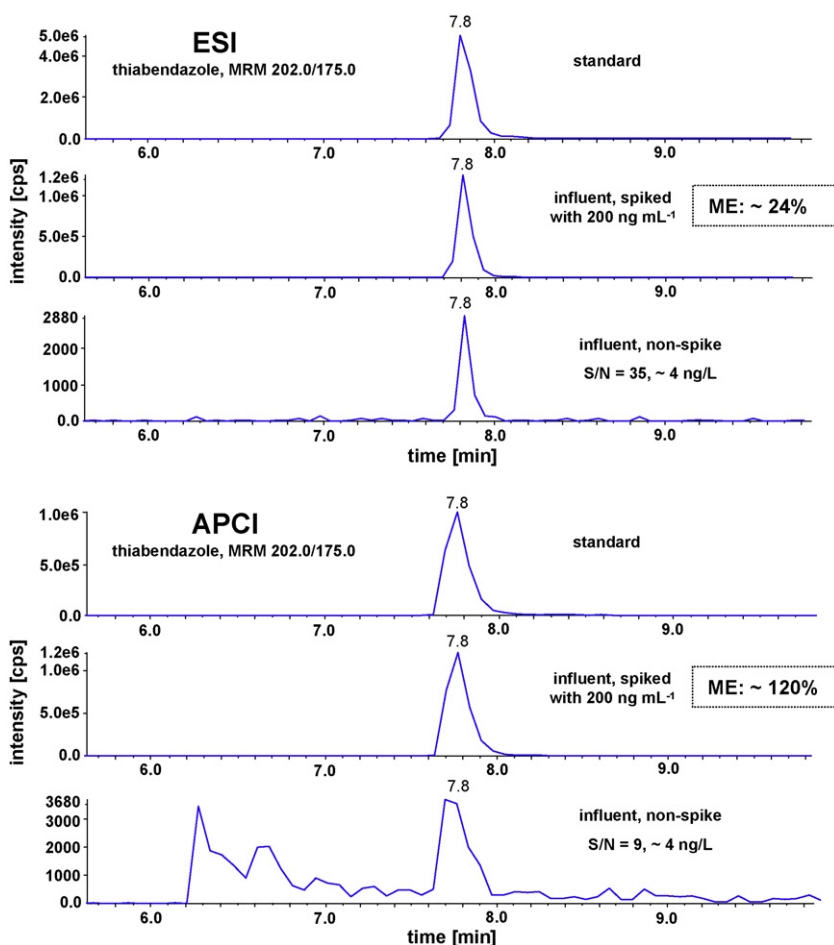 7.8
5.0e6
ESI
4.0e6
thiabendazole, MRM 202.0/175.0
standard
2.0e6
0.0
6.0 7.0 8.0 9.0
7.8
1.2e6
influent, spiked
with 200 ng mL⁻¹
ME: ~ 24%
5.0e5
0.0
intensity [cps]
6.0 7.0 8.0 9.0
7.8
2880
influent, non-spike
2000
S/N = 35, ~ 4 ng/L
1000
0.0
6.0 7.0 8.0 9.0
time [min]
7.8
1.0e6
APCI
thiabendazole, MRM 202.0/175.0
standard
5.0e5
0.0
6.0 7.0 8.0 9.0
7.8
1.2e6
influent, spiked
with 200 ng mL⁻¹
ME: ~ 120%
5.0e5
0.0
intensity [cps]
6.0 7.0 8.0 9.0
7.8
3680
3000
influent, non-spike
2000
S/N = 9, ~ 4 ng/L
1000
0.0
6.0 7.0 8.0 9.0
time [min]